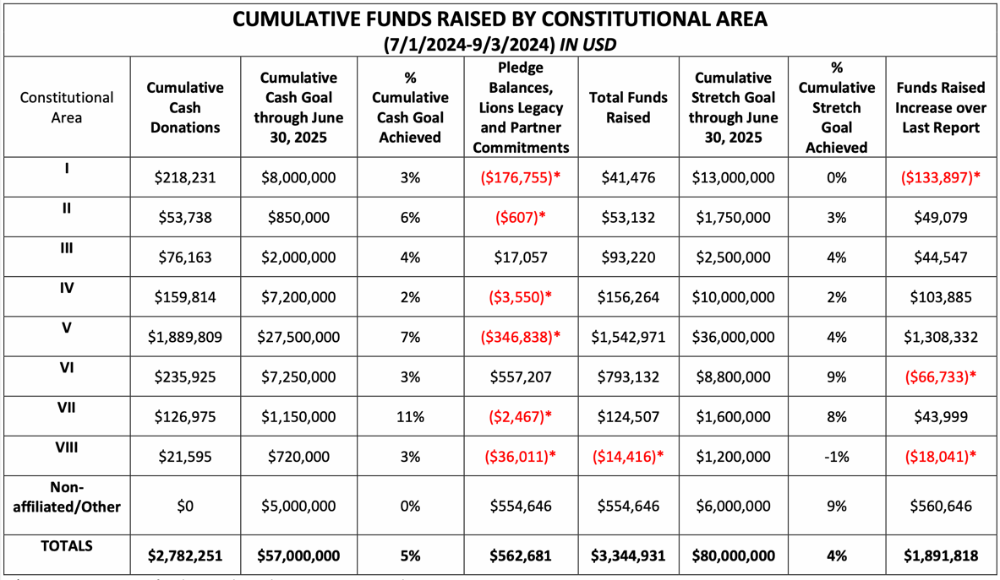 CUMULATIVE FUNDS RAISED BY CONSTITUTIONAL AREA
(7/1/2024-9/3/2024) IN USD
Constitutional Area | Cumulative Cash Donations | Cumulative Cash Goal through June 30, 2025 | % Cumulative Cash Goal Achieved | Pledge Balances, Lions Legacy and Partner Commitments | Total Funds Raised | Cumulative Stretch Goal through June 30, 2025 | % Cumulative Stretch Goal Achieved | Funds Raised Increase over Last Report
I | $218,231 | $8,000,000 | 3% | ($176,755)* | $41,476 | $13,000,000 | 0% | ($133,897)*
II | $53,738 | $850,000 | 6% | ($607)* | $53,132 | $1,750,000 | 3% | $49,079
III | $76,163 | $2,000,000 | 4% | $17,057 | $93,220 | $2,500,000 | 4% | $44,547
IV | $159,814 | $7,200,000 | 2% | ($3,550)* | $156,264 | $10,000,000 | 2% | $103,885
V | $1,889,809 | $27,500,000 | 7% | ($346,838)* | $1,542,971 | $36,000,000 | 4% | $1,308,332
VI | $235,925 | $7,250,000 | 3% | $557,207 | $793,132 | $8,800,000 | 9% | ($66,733)*
VII | $126,975 | $1,150,000 | 11% | ($2,467)* | $124,507 | $1,600,000 | 8% | $43,999
VIII | $21,595 | $720,000 | 3% | ($36,011)* | ($14,416)* | $1,200,000 | -1% | ($18,041)*
Non-affiliated/Other | $0 | $5,000,000 | 0% | $554,646 | $554,646 | $6,000,000 | 9% | $560,646
TOTALS | $2,782,251 | $57,000,000 | 5% | $562,681 | $3,344,931 | $80,000,000 | 4% | $1,891,818